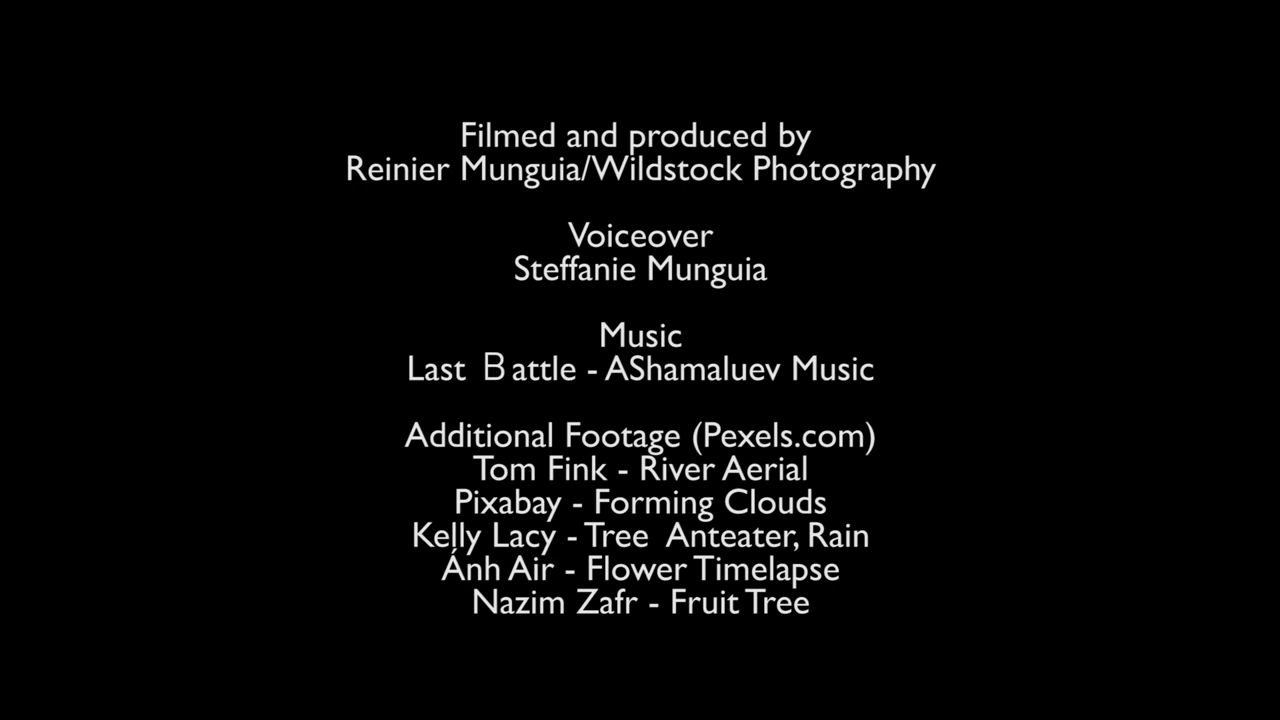 Filmed and produced by
Reinier Munguia/Wildstock Photography
Voiceover
Steffanie Munguia
Music
Last Battle - AShamaluev Music
Additional Footage (Pexels.com)
Tom Fink - River Aerial
Pixabay - Forming Clouds
Kelly Lacy - Tree Anteater, Rain
Ánh Air - Flower Timelapse
Nazim Zafr - Fruit Tree